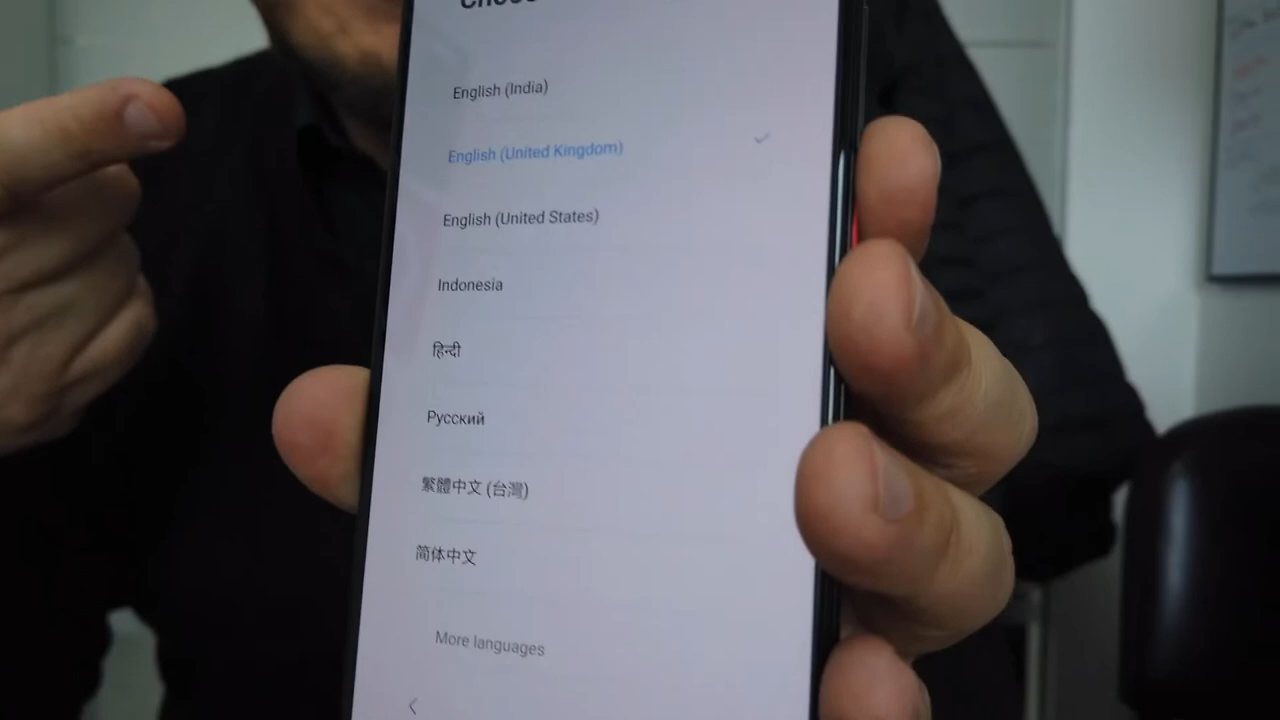 English (India)
English (United Kingdom)
English (United States)
Indonesia
हिन्दी
Русский
繁體中文 (台灣)
简体中文
More languages